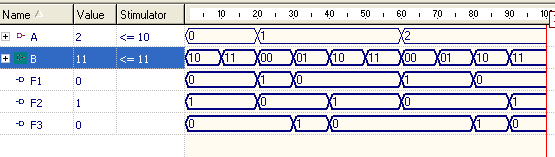 Name Value Stimulator 10 20 30 40 50 60 70 80 90 10
A 2 <= 10 0 1 2
B 11 <= 11 10 11 00 01 10 11 00 01 10 11
F1 0 0 1 0 1 0
F2 1 1 0 1 0 1
F3 0 0 1 0 1 0